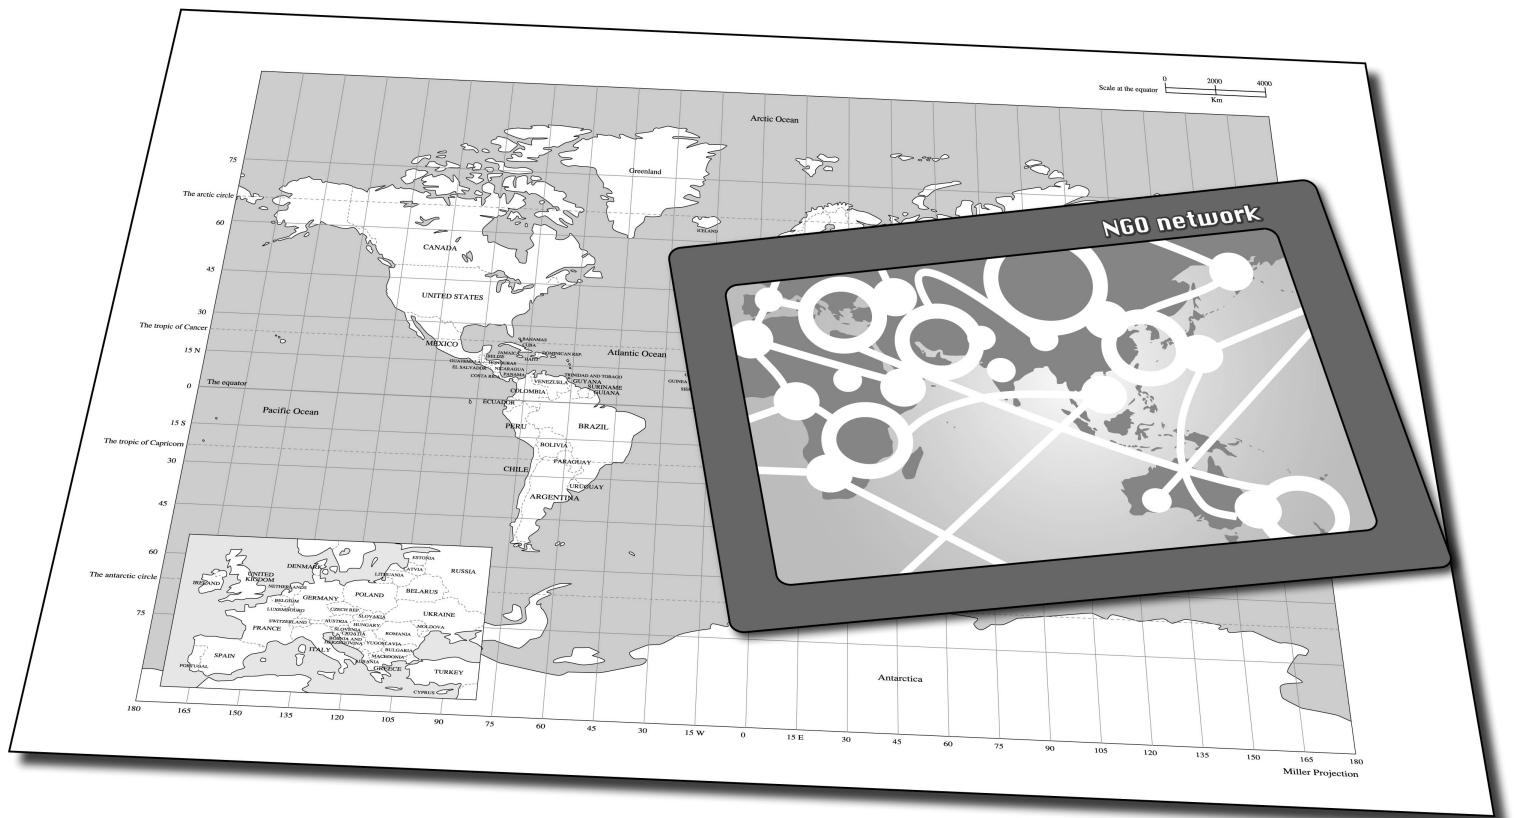 0 2000 4000
Scale at the equator
Km
Arctic Ocean
75
Greenland
The arctic circle
60
ICELAND
NGO network
CANADA
45
UNITED STATES
30
The tropic of Cancer
MEXICO
BAHAMAS
CUBA
15 N
JAMAICA
HAITI
DOMINICAN REP.
Atlantic Ocean
GUATEMALA
BELIZE
HONDURAS
EL SALVADOR
NICARAGUA
COSTA RICA
PANAMA
TRINIDAD AND TOBAGO
0
The equator
VENEZUELA
GUYANA
SURINAME
GUIANA
COLOMBIA
GUINEA
ECUADOR
Pacific Ocean
15 S
PERU
BRAZIL
The tropic of Capricorn
BOLIVIA
30
PARAGUAY
CHILE
URUGUAY
ARGENTINA
45
60
The antarctic circle
75
ESTONIA
LATVIA
LITHUANIA
RUSSIA
DENMARK
UNITED
KIGDOM
IRELAND
NETHERLANDS
BELARUS
POLAND
GERMANY
BELGIUM
LUXEMBOURG
CZECH REP.
SLOVAKIA
UKRAINE
SWITZERLAND
AUSTRIA
HUNGARY
MOLDOVA
FRANCE
SLOVENIA
CROATIA
ROMANIA
BOSNIA AND
HERZEGOVINA
YUGOSLAVIA
BULGARIA
ITALY
MACEDONIA
ALBANIA
GREECE
SPAIN
PORTUGAL
TURKEY
CYPRUS
Antarctica
180 165 150 135 120 105 90 75 60 45 30 15 W 0 15 E 30 45 60 75 90 105 120 135 150 165 180
Miller Projection